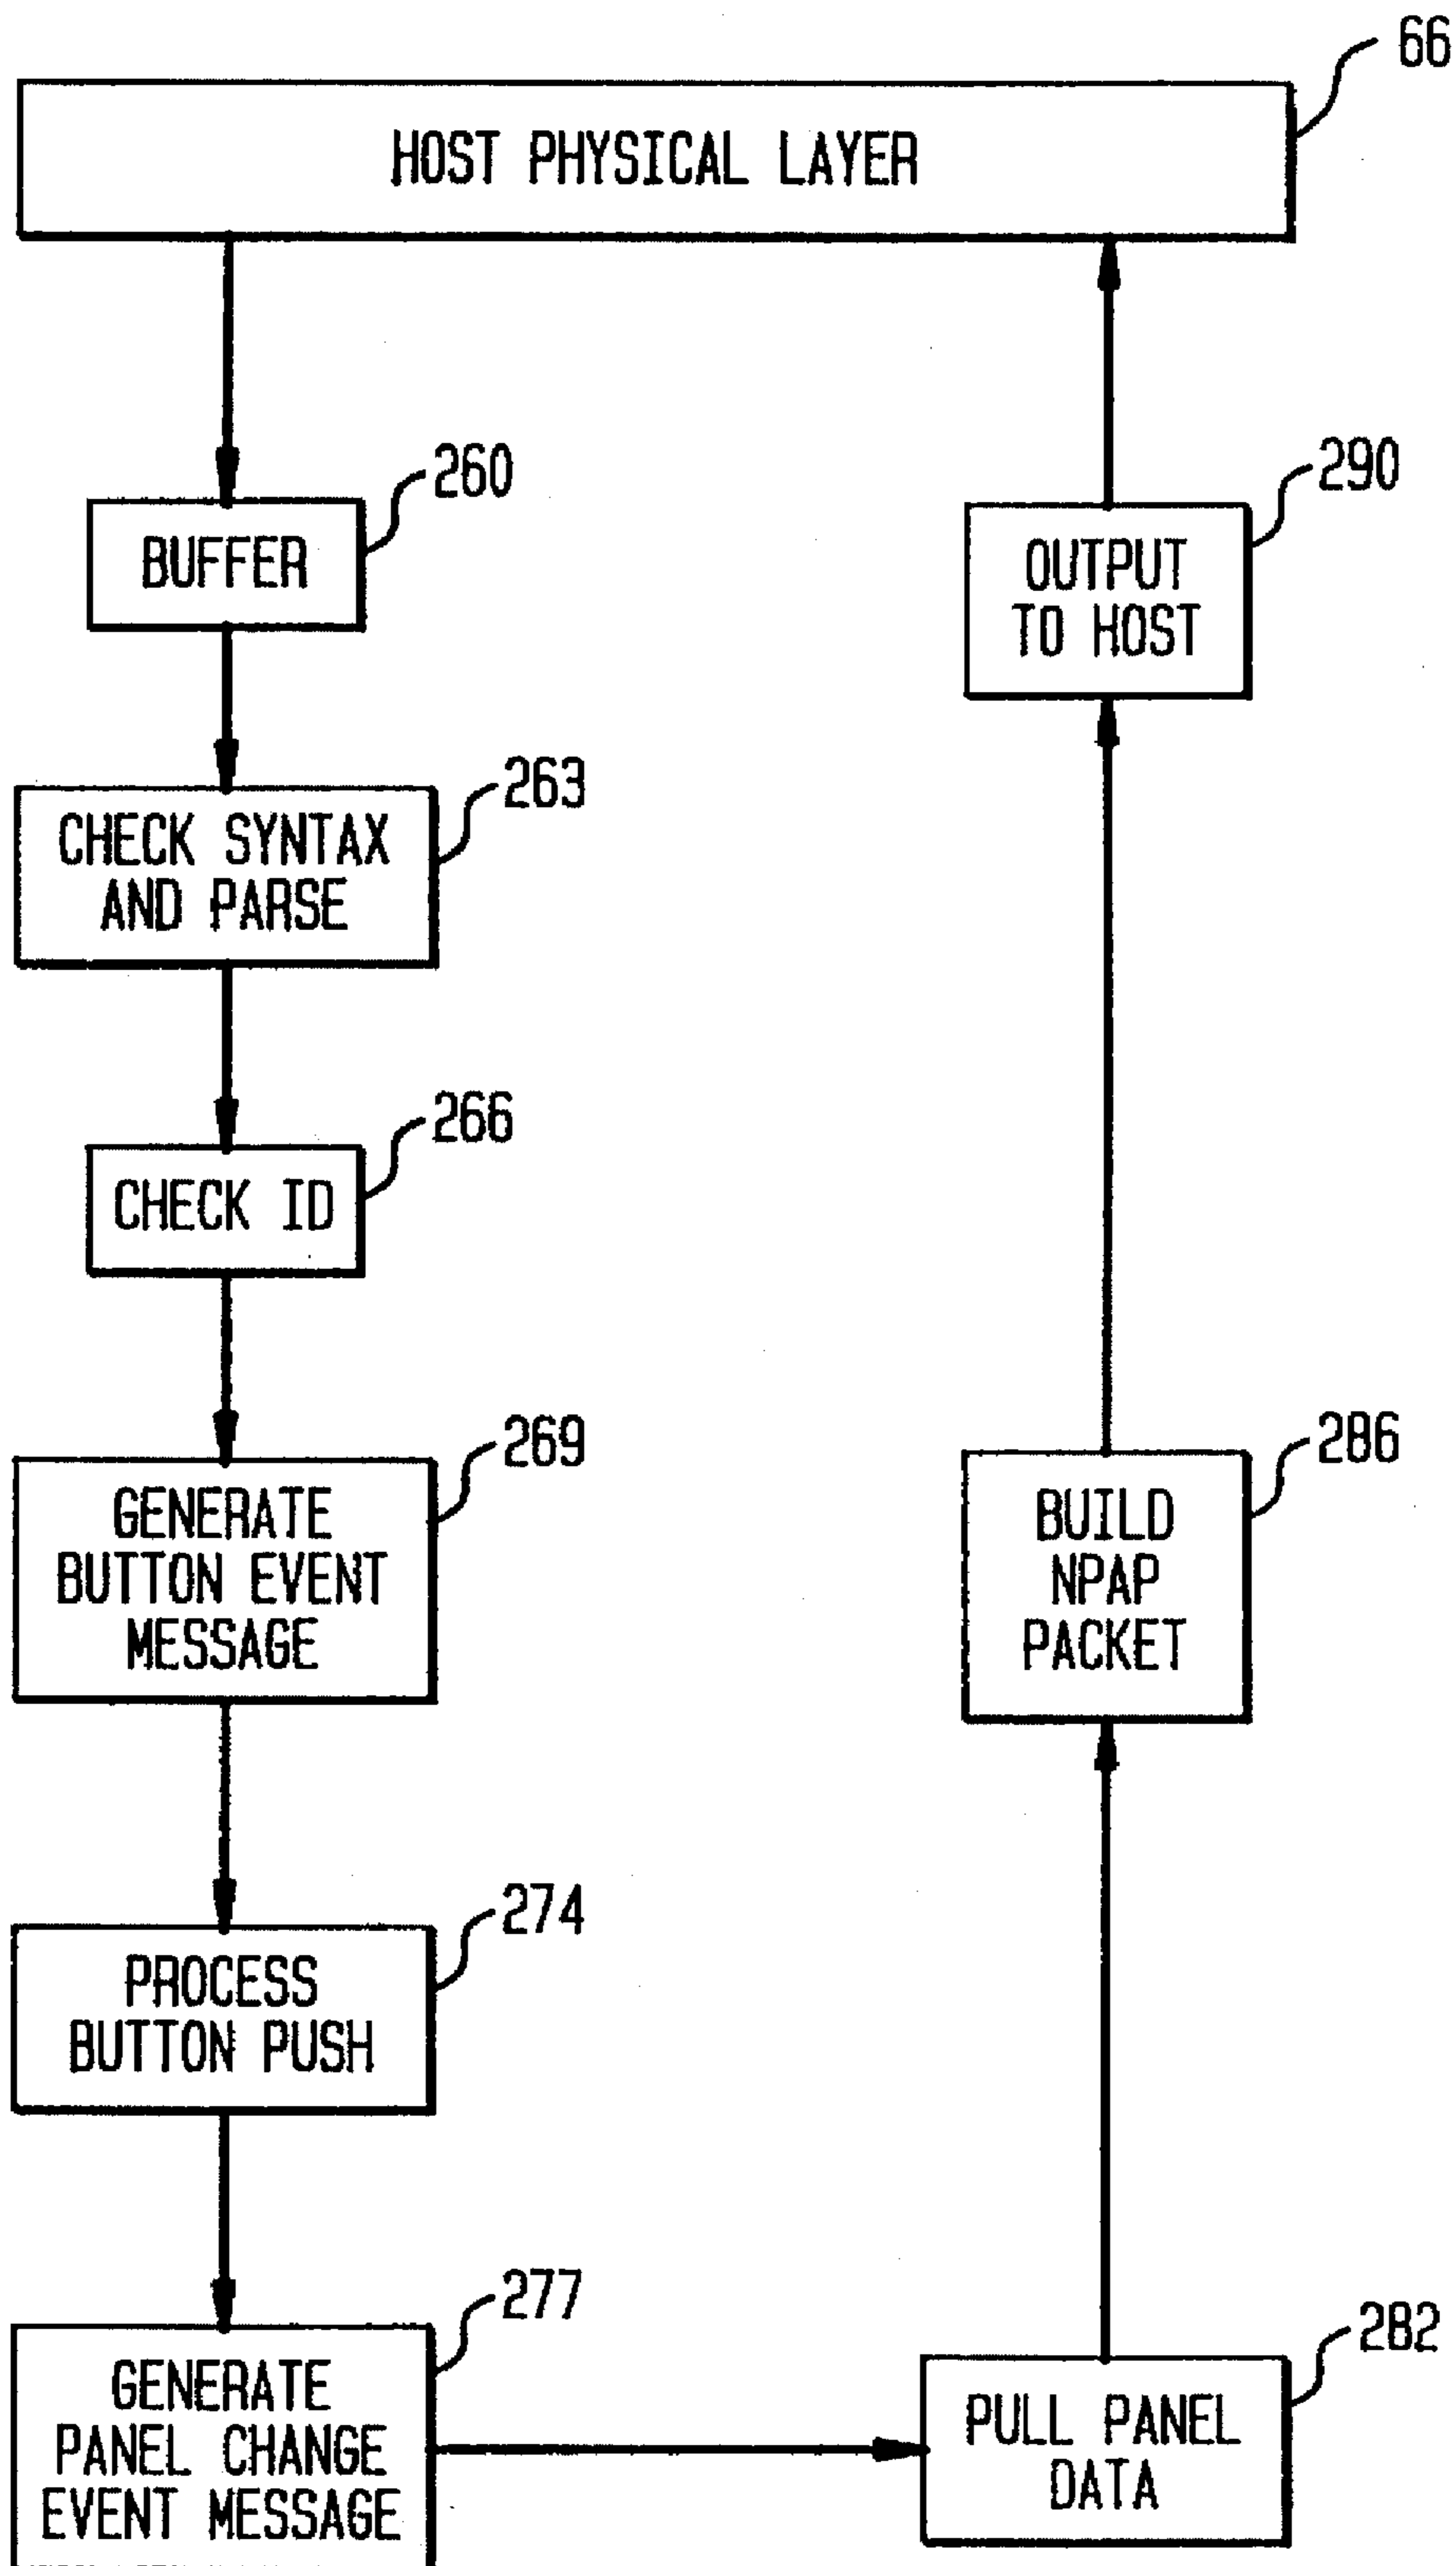 66
HOST PHYSICAL LAYER
260
BUFFER
263
CHECK SYNTAX
AND PARSE
266
CHECK ID
269
GENERATE
BUTTON EVENT
MESSAGE
274
PROCESS
BUTTON PUSH
277
GENERATE
PANEL CHANGE
EVENT MESSAGE
282
PULL PANEL
DATA
286
BUILD
NPAP
PACKET
290
OUTPUT
TO HOST